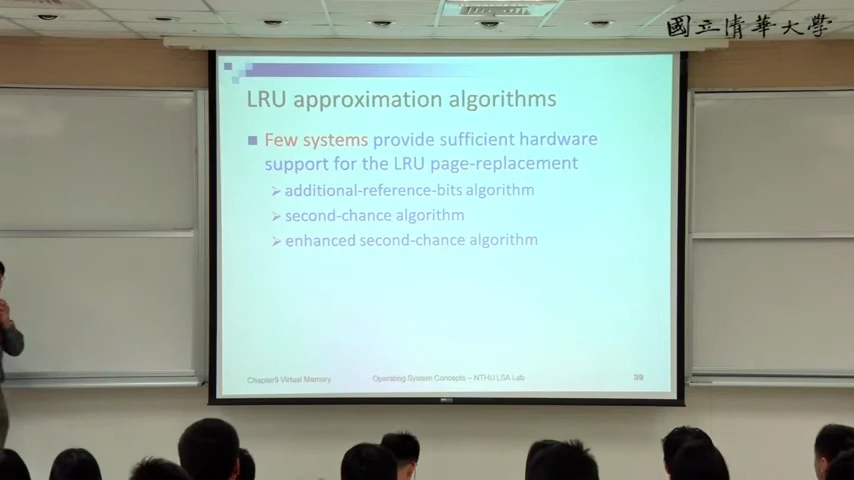 國立清華大學
LRU approximation algorithms
Few systems provide sufficient hardware
support for the LRU page-replacement
additional-reference-bits algorithm
second-chance algorithm
enhanced second-chance algorithm
Chapter9 Virtual Memory
Operating System Concepts – NTHU LSA Lab
39